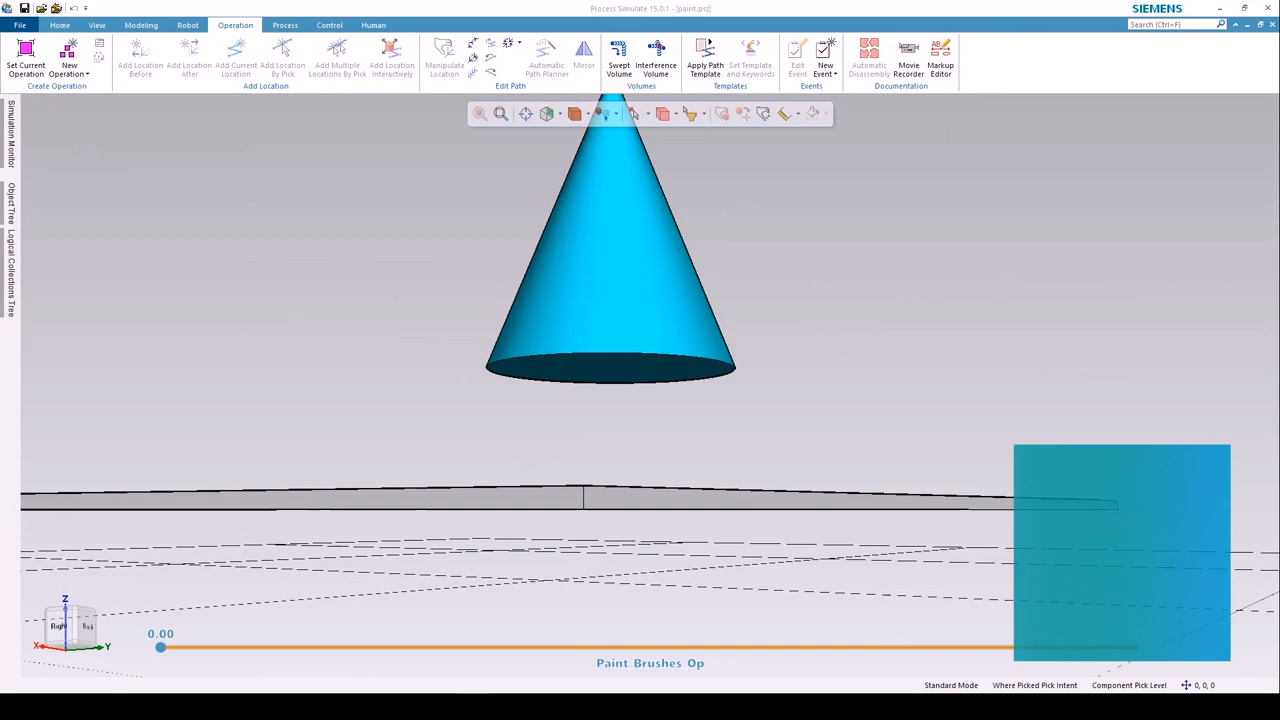 Process Simulate 15.0.1 - [paint.psz]
SIEMENS
File Home View Modeling Robot Operation Process Control Human
Search (Ctrl+F)
Set Current Operation
New Operation
Add Location Before
Add Location After
Add Current Location
Add Location By Pick
Add Multiple Locations By Pick
Add Location Interactively
Manipulate Location
Automatic Path Planner
Mirror
Swept Volume
Interference Volume
Apply Path Template
Set Template and Keywords
Edit Event
New Event
Automatic Disassembly
Movie Recorder
Markup Editor
Create Operation
Add Location
Edit Path
Volumes
Templates
Events
Documentation
Simulation Monitor
Object Tree
Logical Collections Tree
Z
Right
X
Y
0.00
Paint Brushes Op
Standard Mode
Where Picked Pick Intent
Component Pick Level
0, 0, 0